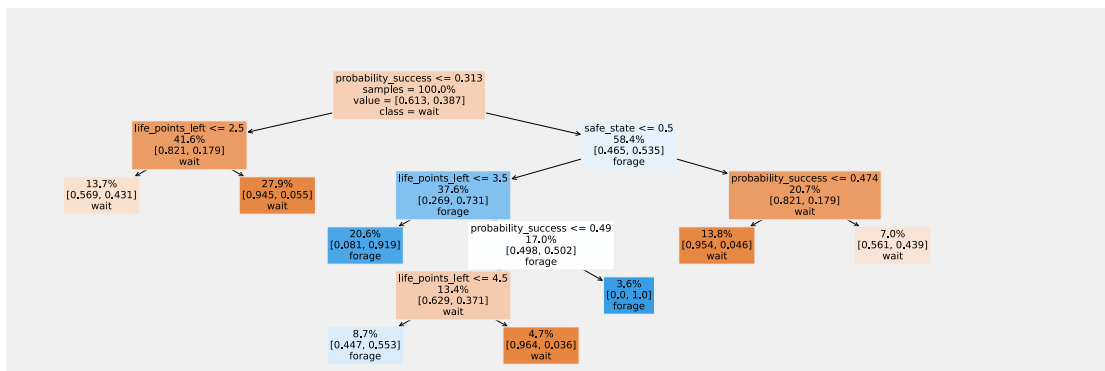 probability_success <= 0.313
samples = 100.0%
value = [0.613, 0.387]
class = wait
life_points_left <= 2.5
41.6%
[0.821, 0.179]
wait
safe_state <= 0.5
58.4%
[0.465, 0.535]
forage
13.7%
[0.569, 0.431]
wait
27.9%
[0.945, 0.055]
wait
life_points_left <= 3.5
37.6%
[0.269, 0.731]
forage
probability_success <= 0.474
20.7%
[0.821, 0.179]
wait
20.6%
[0.081, 0.919]
forage
probability_success <= 0.49
17.0%
[0.498, 0.502]
forage
13.8%
[0.954, 0.046]
wait
7.0%
[0.561, 0.439]
wait
life_points_left <= 4.5
13.4%
[0.629, 0.371]
wait
3.6%
[0.0, 1.0]
forage
8.7%
[0.447, 0.553]
forage
4.7%
[0.964, 0.036]
wait